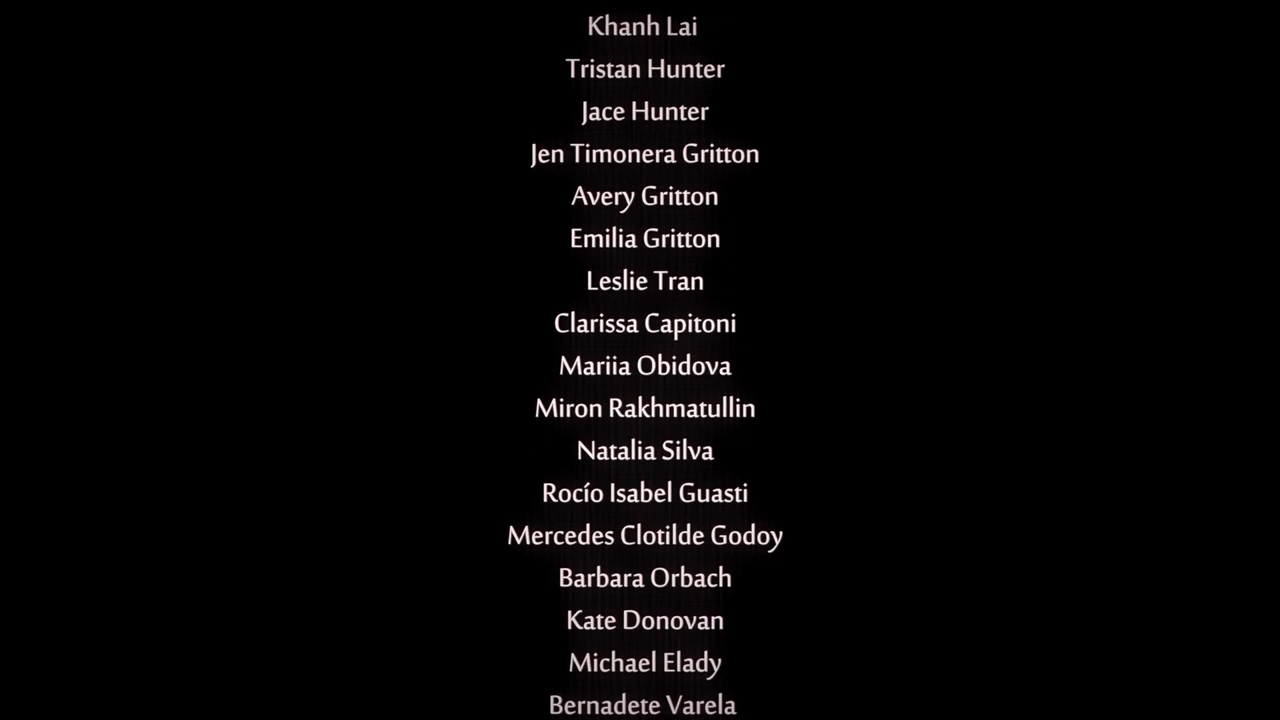 Khanh Lai
Tristan Hunter
Jace Hunter
Jen Timonera Gritton
Avery Gritton
Emilia Gritton
Leslie Tran
Clarissa Capitoni
Mariia Obidova
Miron Rakhmatullin
Natalia Silva
Rocío Isabel Guasti
Mercedes Clotilde Godoy
Barbara Orbach
Kate Donovan
Michael Elady
Bernadete Varela